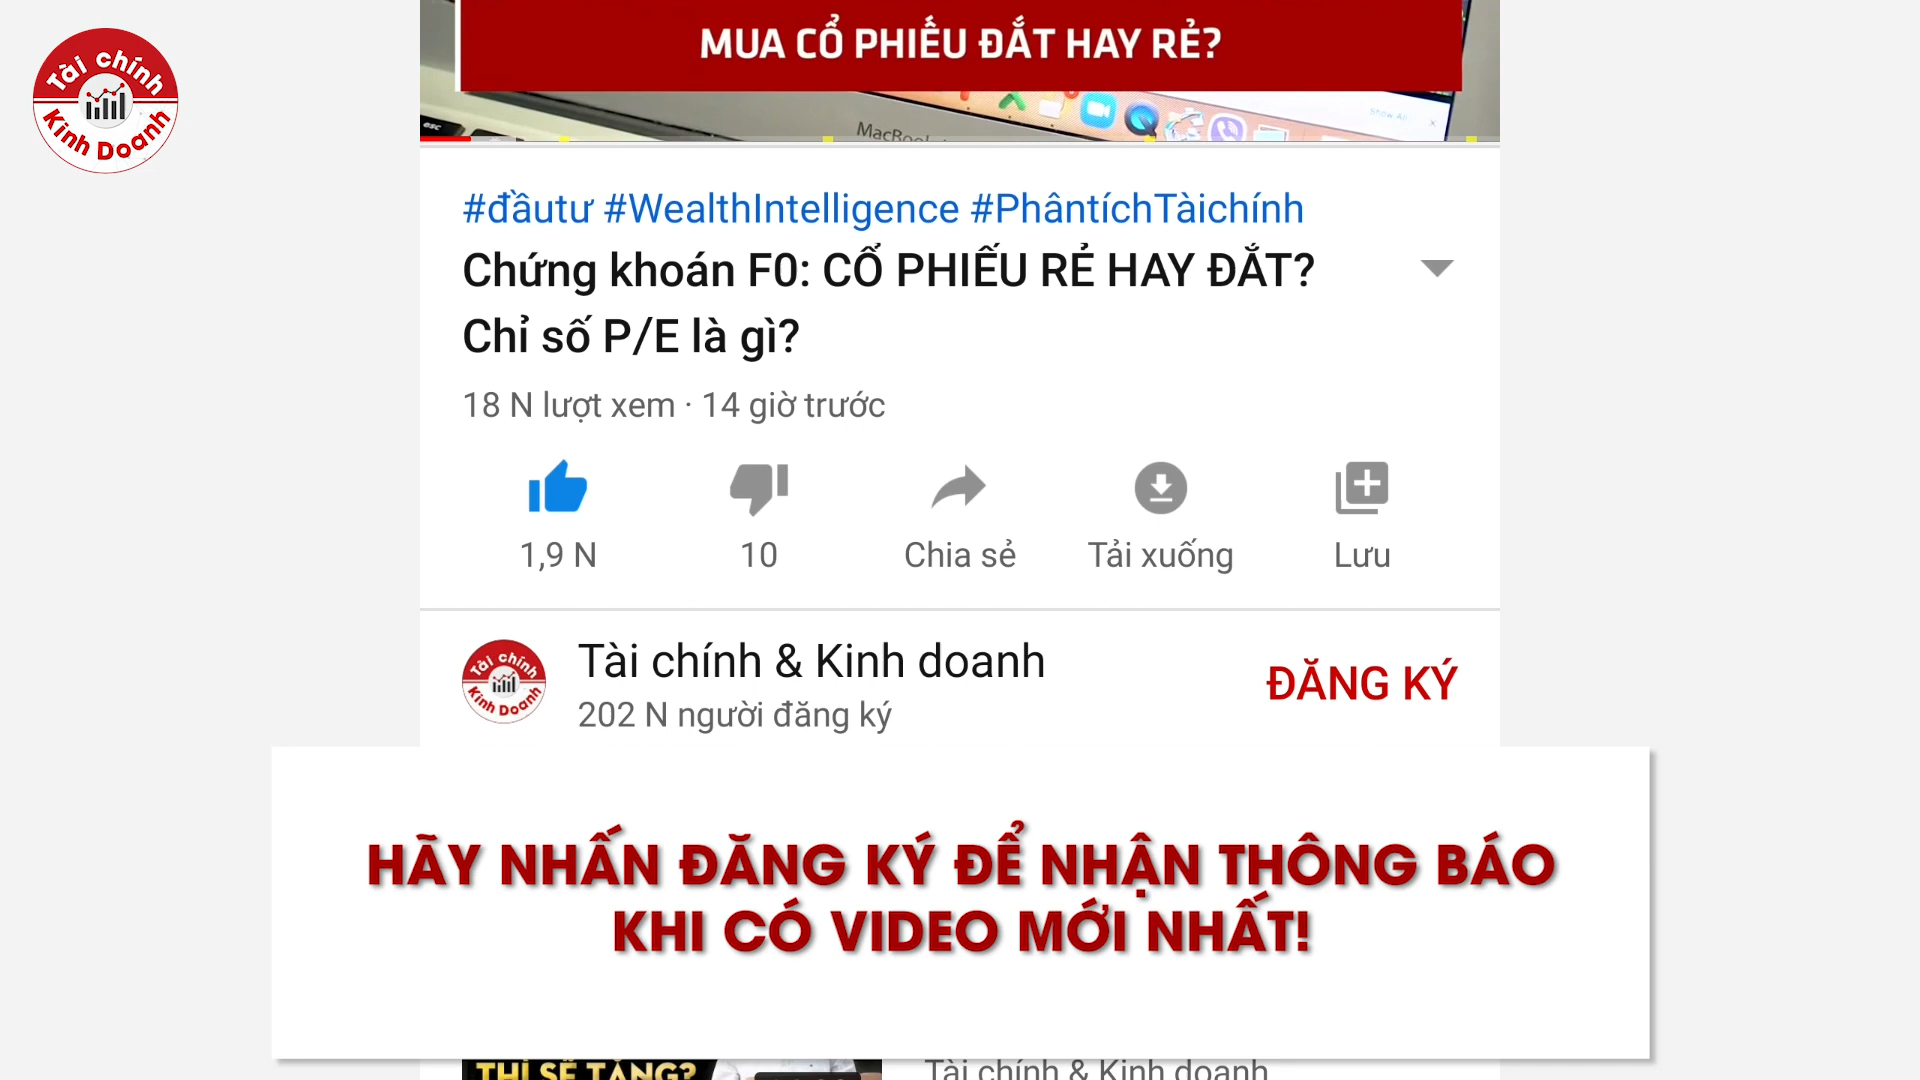 Tài chính
Kinh Doanh
MUA CỔ PHIẾU ĐẮT HAY RẺ?
esc
MacBook
#đầutư #WealthIntelligence #PhântíchTàichính
Chứng khoán F0: CỔ PHIẾU RẺ HAY ĐẮT?
Chỉ số P/E là gì?
18 N lượt xem · 14 giờ trước
1,9 N
10
Chia sẻ
Tải xuống
Lưu
Tài chính
Kinh Doanh
Tài chính & Kinh doanh
202 N người đăng ký
ĐĂNG KÝ
HÃY NHẤN ĐĂNG KÝ ĐỂ NHẬN THÔNG BÁO
KHI CÓ VIDEO MỚI NHẤT!
THÌ SẼ TĂNG?
Tài chính & Kinh doanh